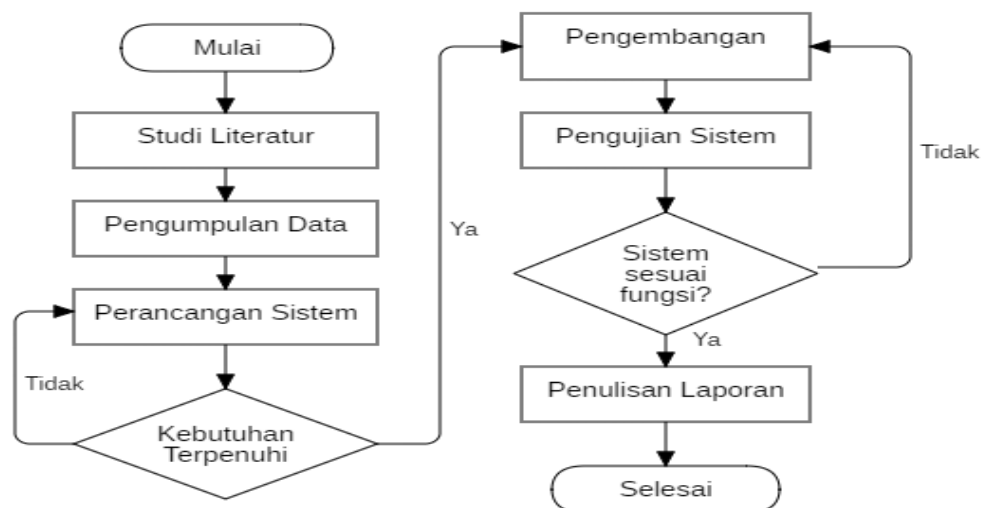 Mulai
Studi Literatur
Pengumpulan Data
Perancangan Sistem
Tidak
Kebutuhan
Terpenuhi
Ya
Pengembangan
Pengujian Sistem
Tidak
Sistem
sesuai
fungsi?
Ya
Penulisan Laporan
Selesai